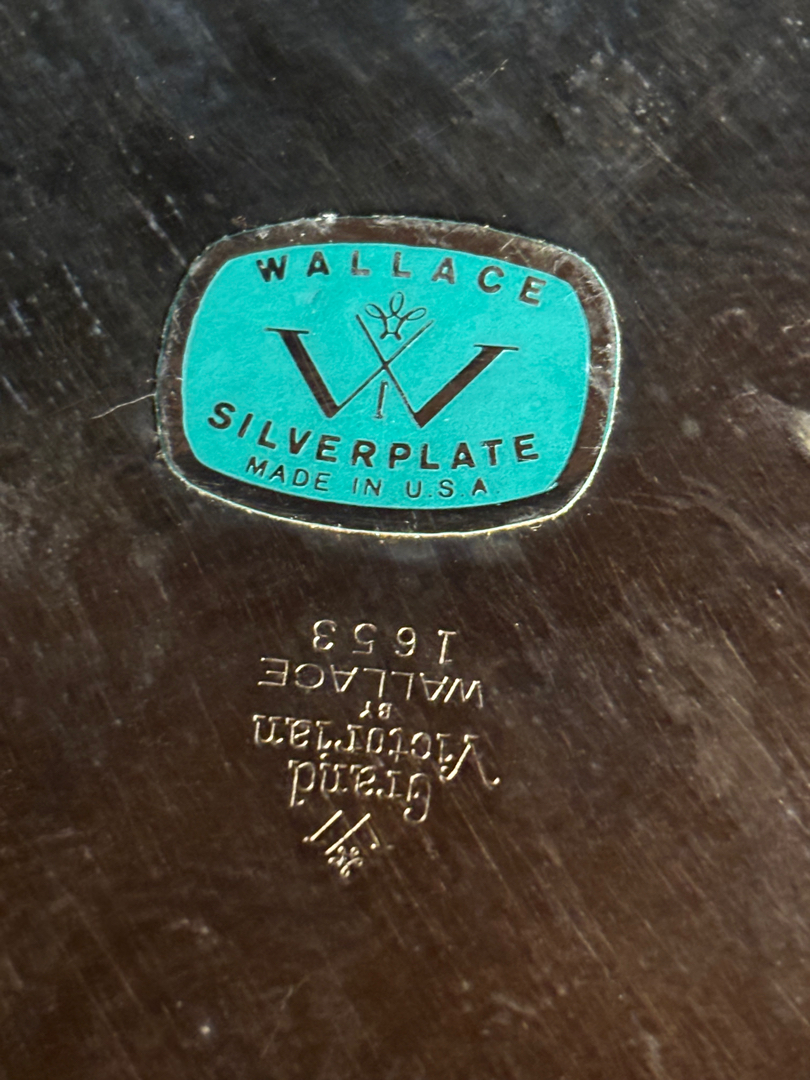 WALLACE
W
SILVERPLATE
MADE IN U.S.A.
Grand
Victorian
BY
WALLACE
1653